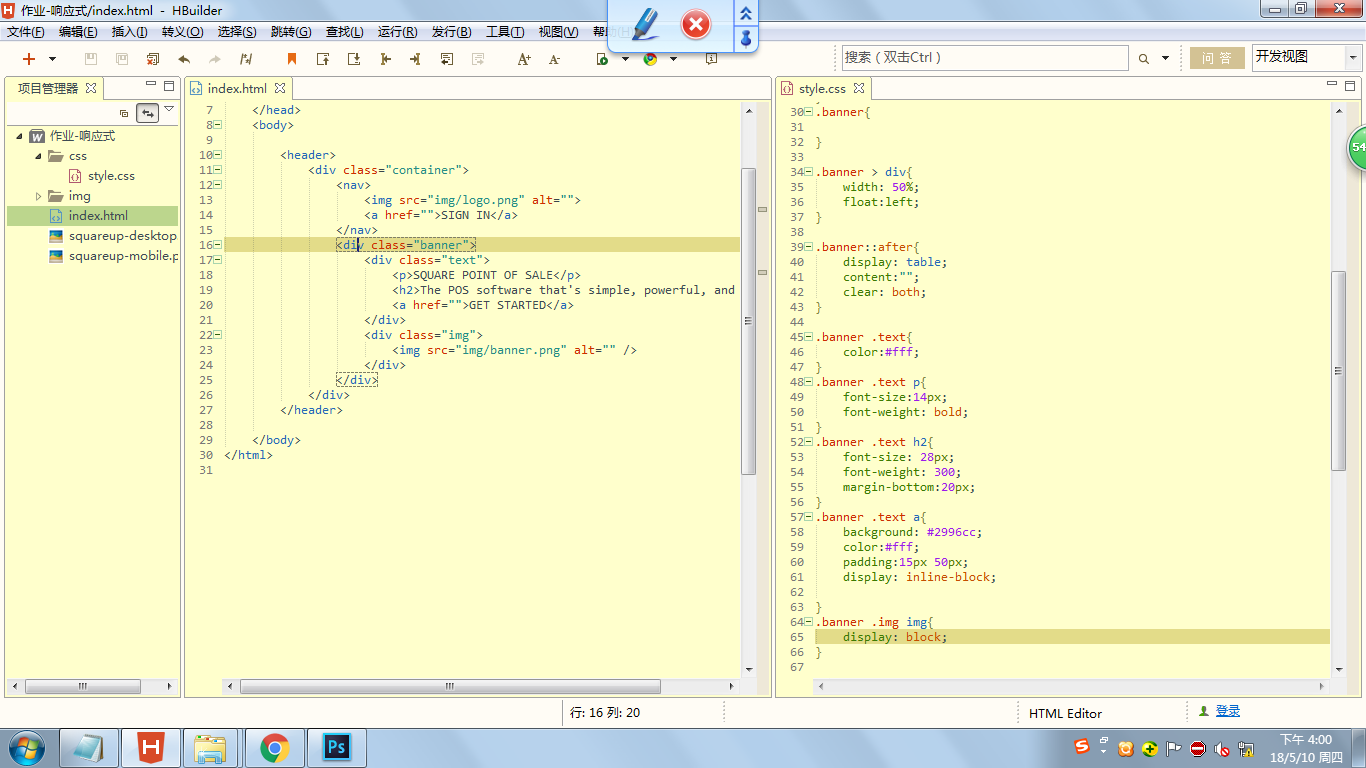 作业-响应式/index.html - HBuilder
文件(F) 编辑(E) 插入(I) 转义(O) 选择(S) 跳转(G) 查找(L) 运行(R) 发行(B) 工具(T) 视图(V) 帮助
搜索（双击Ctrl） 问 答 开发视图
项目管理器
作业-响应式
css
style.css
img
index.html
squareup-desktop
squareup-mobile.p
index.html
7 </head>
8 <body>
9
10 <header>
11 <div class="container">
12 <nav>
13 <img src="img/logo.png" alt="">
14 <a href="">SIGN IN</a>
15 </nav>
16 <div class="banner">
17 <div class="text">
18 <p>SQUARE POINT OF SALE</p>
19 <h2>The POS software that's simple, powerful, and
20 <a href="">GET STARTED</a>
21 </div>
22 <div class="img">
23 <img src="img/banner.png" alt="" />
24 </div>
25 </div>
26 </div>
27 </header>
28
29 </body>
30 </html>
31
style.css
30 .banner{
31
32 }
33
34 .banner > div{
35 width: 50%;
36 float:left;
37 }
38
39 .banner::after{
40 display: table;
41 content:"";
42 clear: both;
43 }
44
45 .banner .text{
46 color:#fff;
47 }
48 .banner .text p{
49 font-size:14px;
50 font-weight: bold;
51 }
52 .banner .text h2{
53 font-size: 28px;
54 font-weight: 300;
55 margin-bottom:20px;
56 }
57 .banner .text a{
58 background: #2996cc;
59 color:#fff;
60 padding:15px 50px;
61 display: inline-block;
62
63 }
64 .banner .img img{
65 display: block;
66 }
67
54
行: 16 列: 20
HTML Editor
登录
下午 4:00
18/5/10 周四